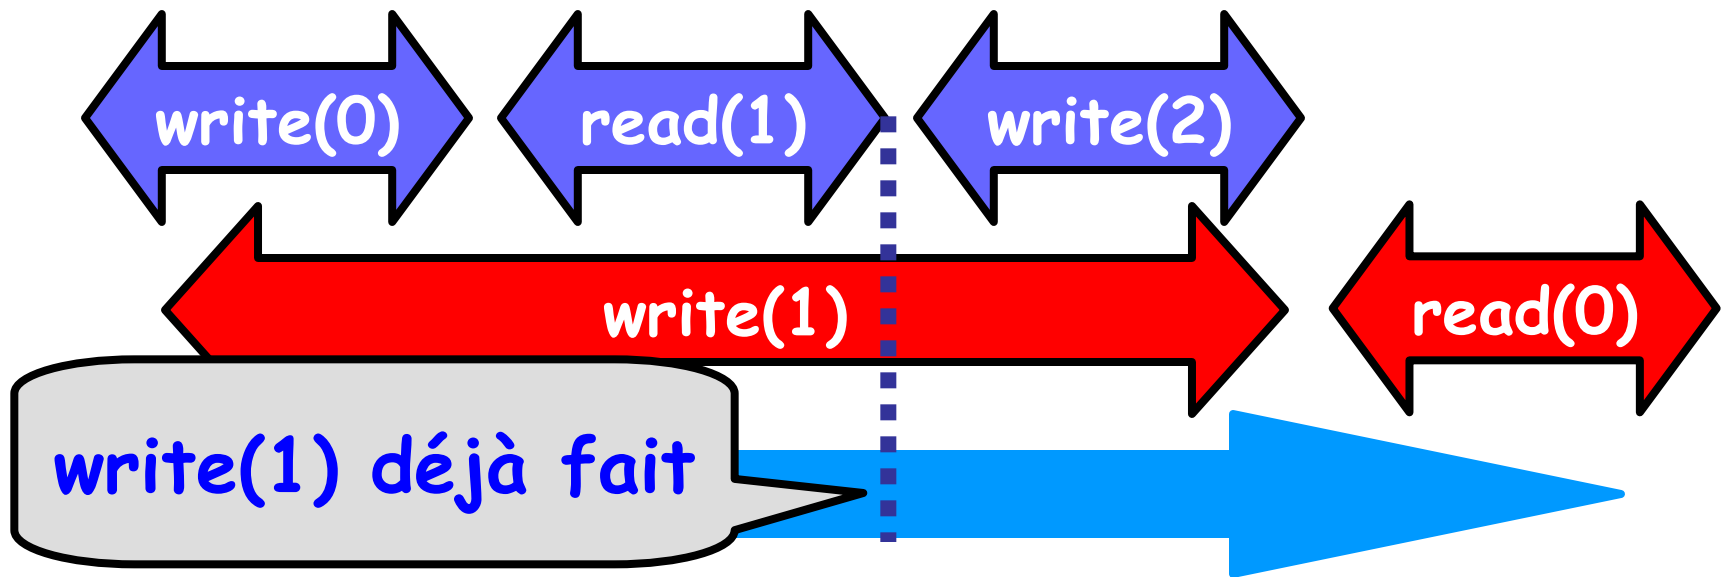 write(0) read(1) write(2)
write(1) read(0)
write(1) déjà fait